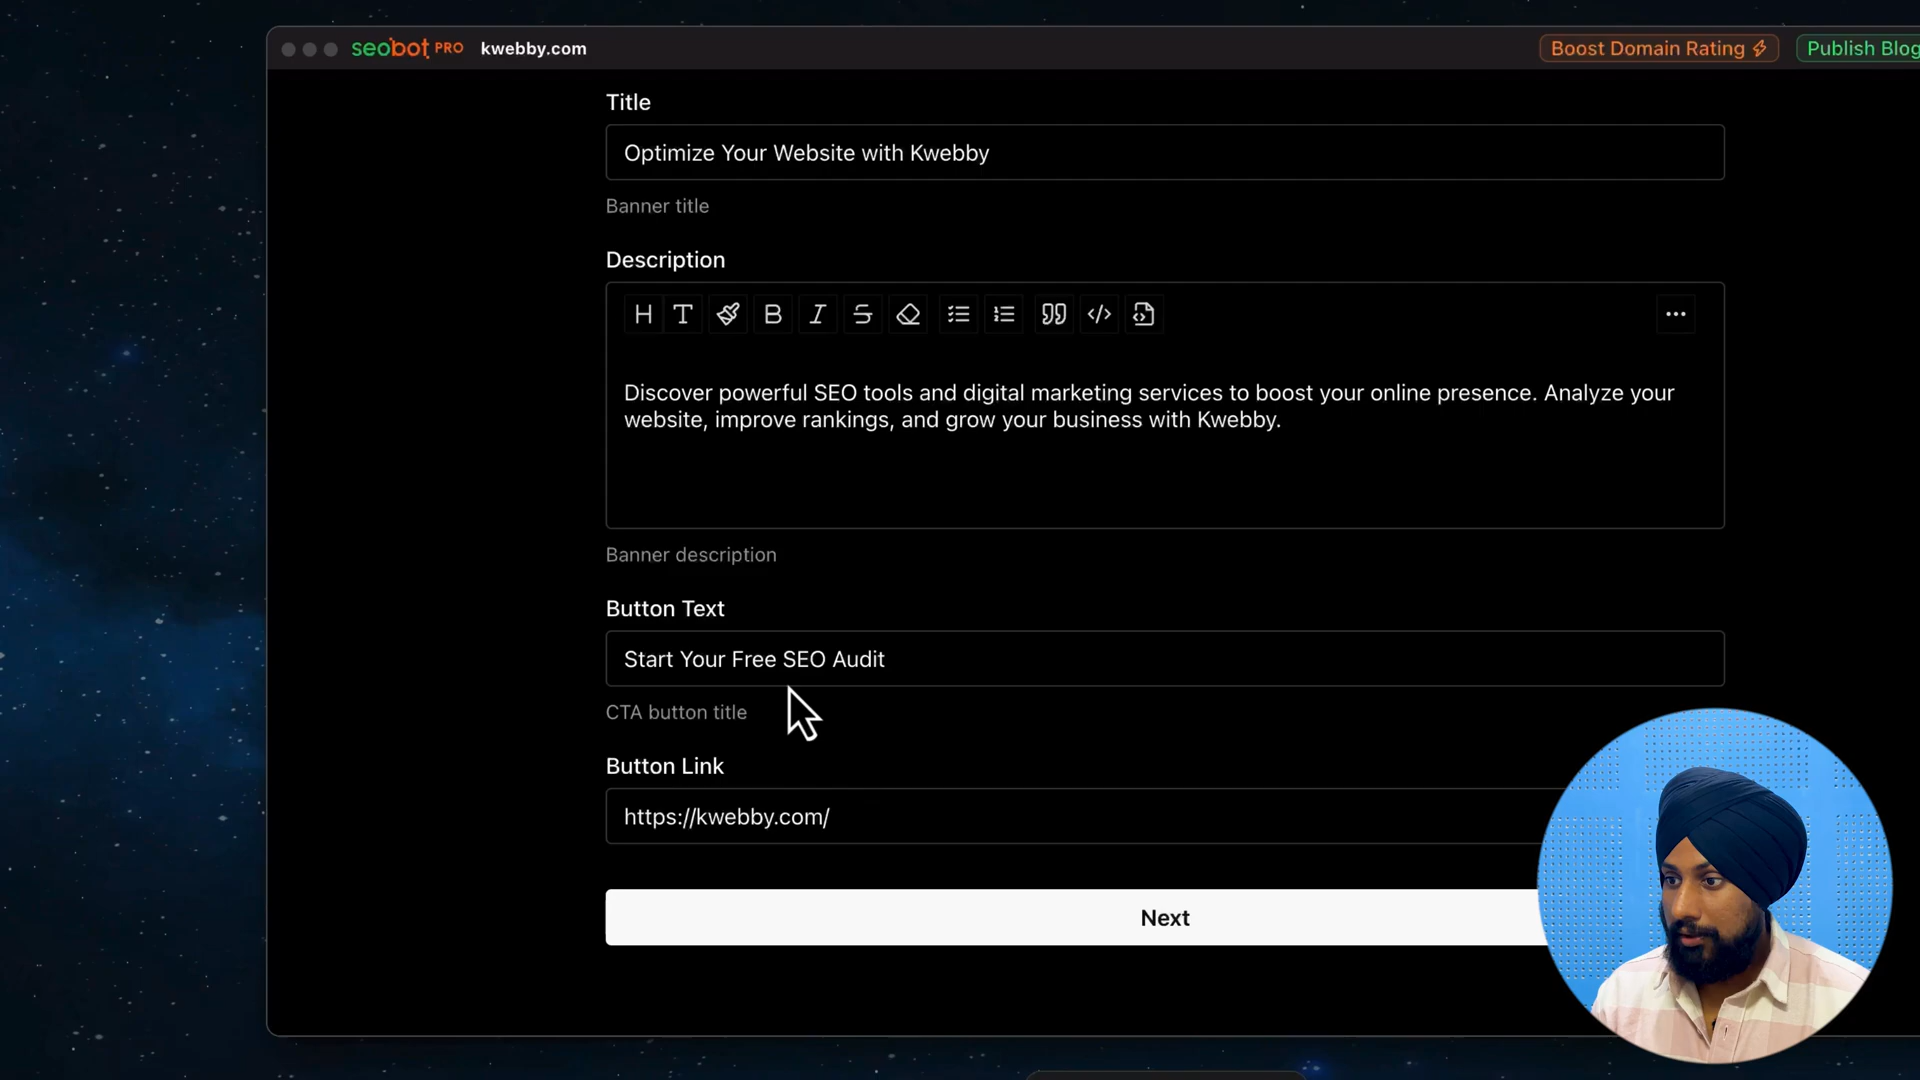 seobot PRO kwebby.com Boost Domain Rating Publish Blog
Title
Optimize Your Website with Kwebby
Banner title
Description
Discover powerful SEO tools and digital marketing services to boost your online presence. Analyze your
website, improve rankings, and grow your business with Kwebby.
Banner description
Button Text
Start Your Free SEO Audit
CTA button title
Button Link
https://kwebby.com/
Next